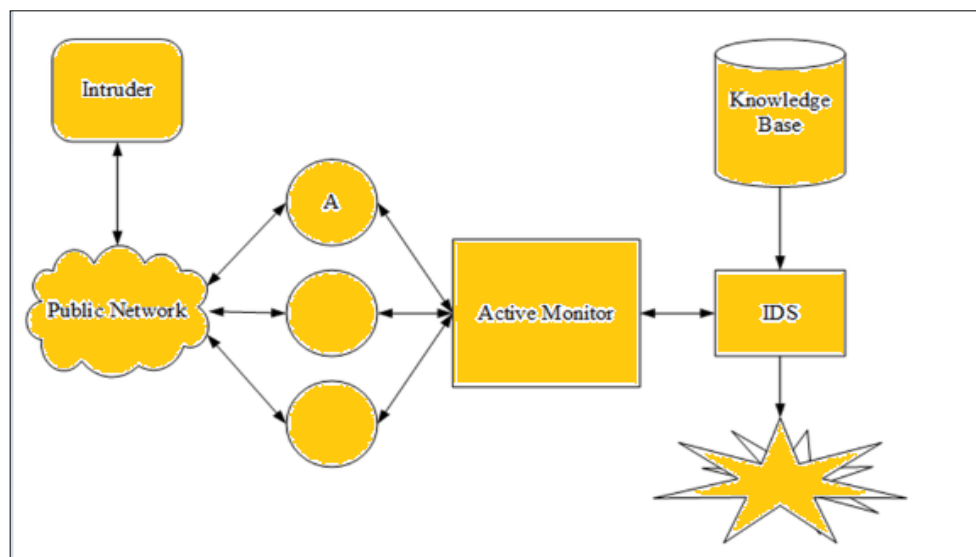 Intruder
Knowledge
Base
A
Public Network
Active Monitor
IDS